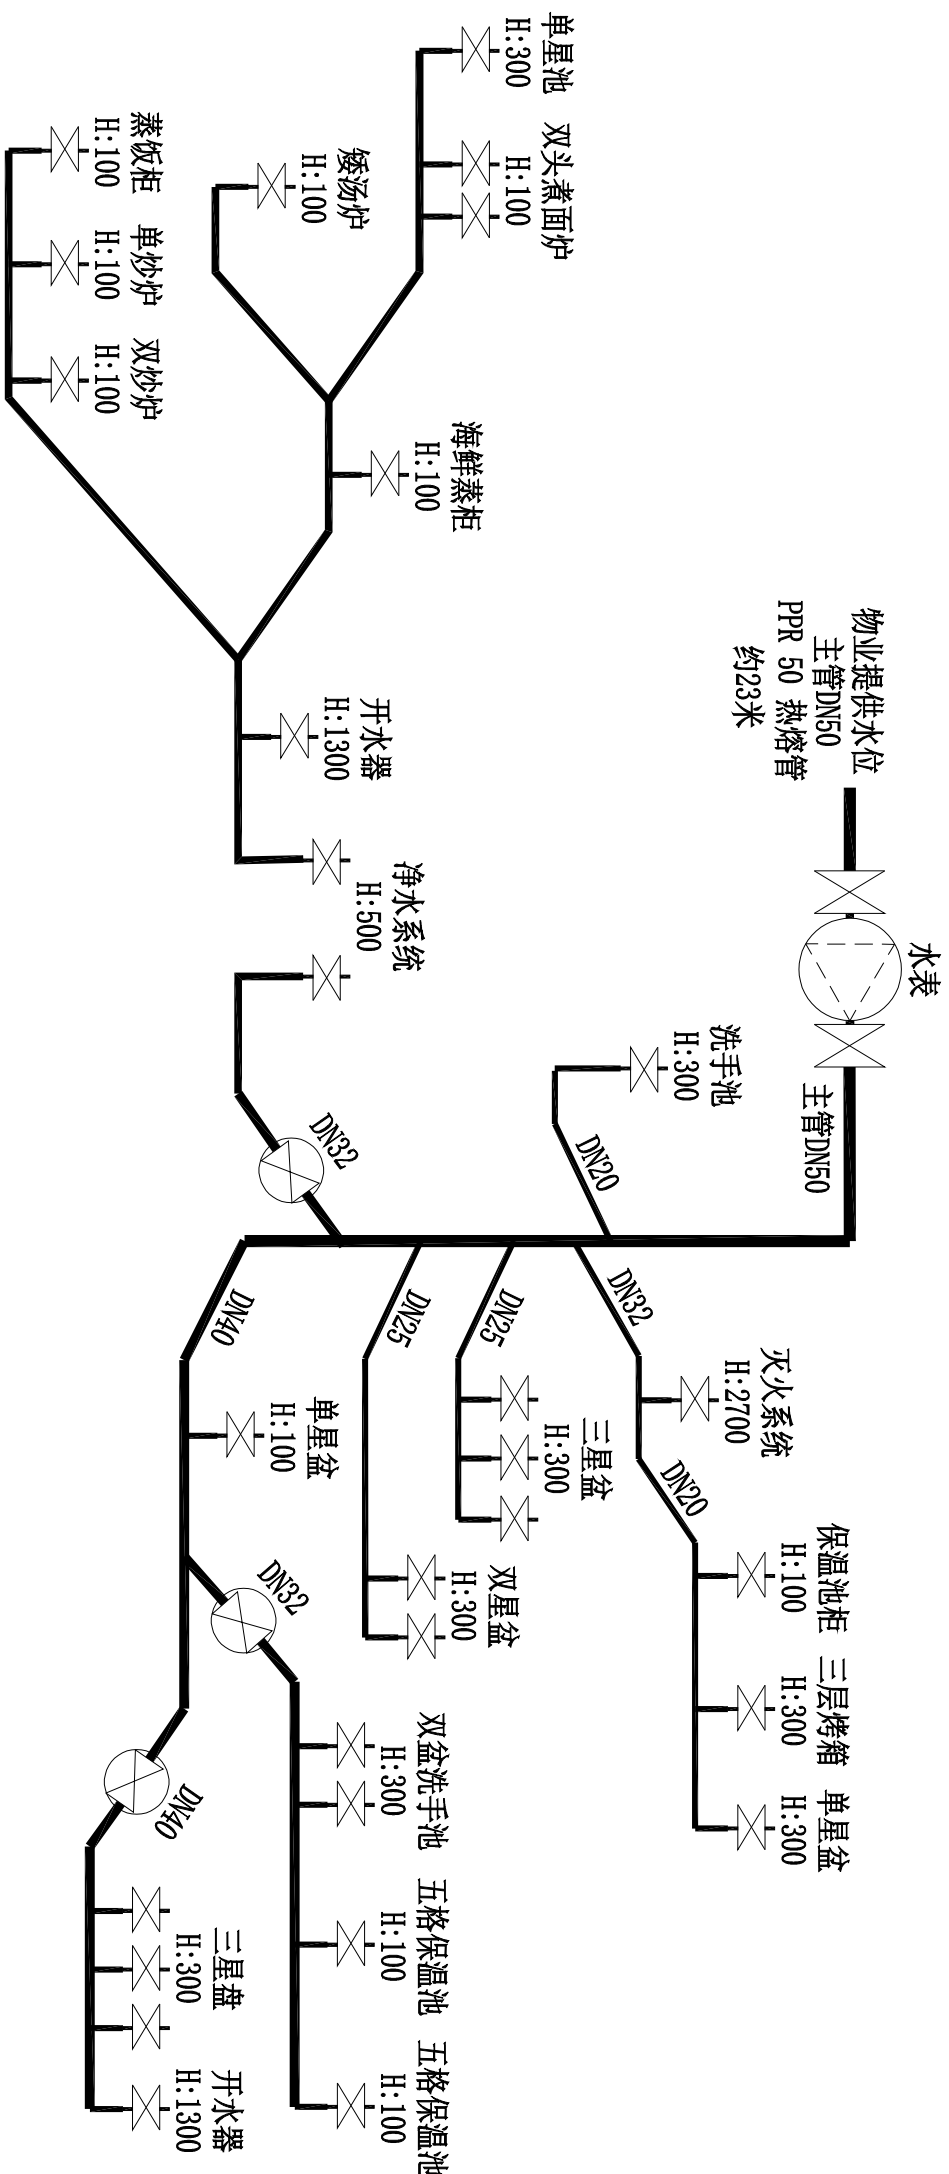 单星池
H:300
双头煮面炉
H:100
矮汤炉
H:100
蒸饭柜
H:100
单炒炉
H:100
双炒炉
H:100
海鲜蒸柜
H:100
开水器
H:1300
净水系统
H:500
物业提供水位
主管DN50
PPR 50 热熔管
约23米
水表
主管DN50
洗手池
H:300
DN20
DN32
DN32
DN25
DN25
DN40
灭火系统
H:2700
DN20
保温池柜
H:100
三层烤箱
H:300
单星盆
H:300
三星盆
H:300
双星盆
H:300
单星盆
H:100
DN32
双盆洗手池
H:300
五格保温池
H:100
五格保温池
H:100
DN40
三星盘
H:300
开水器
H:1300